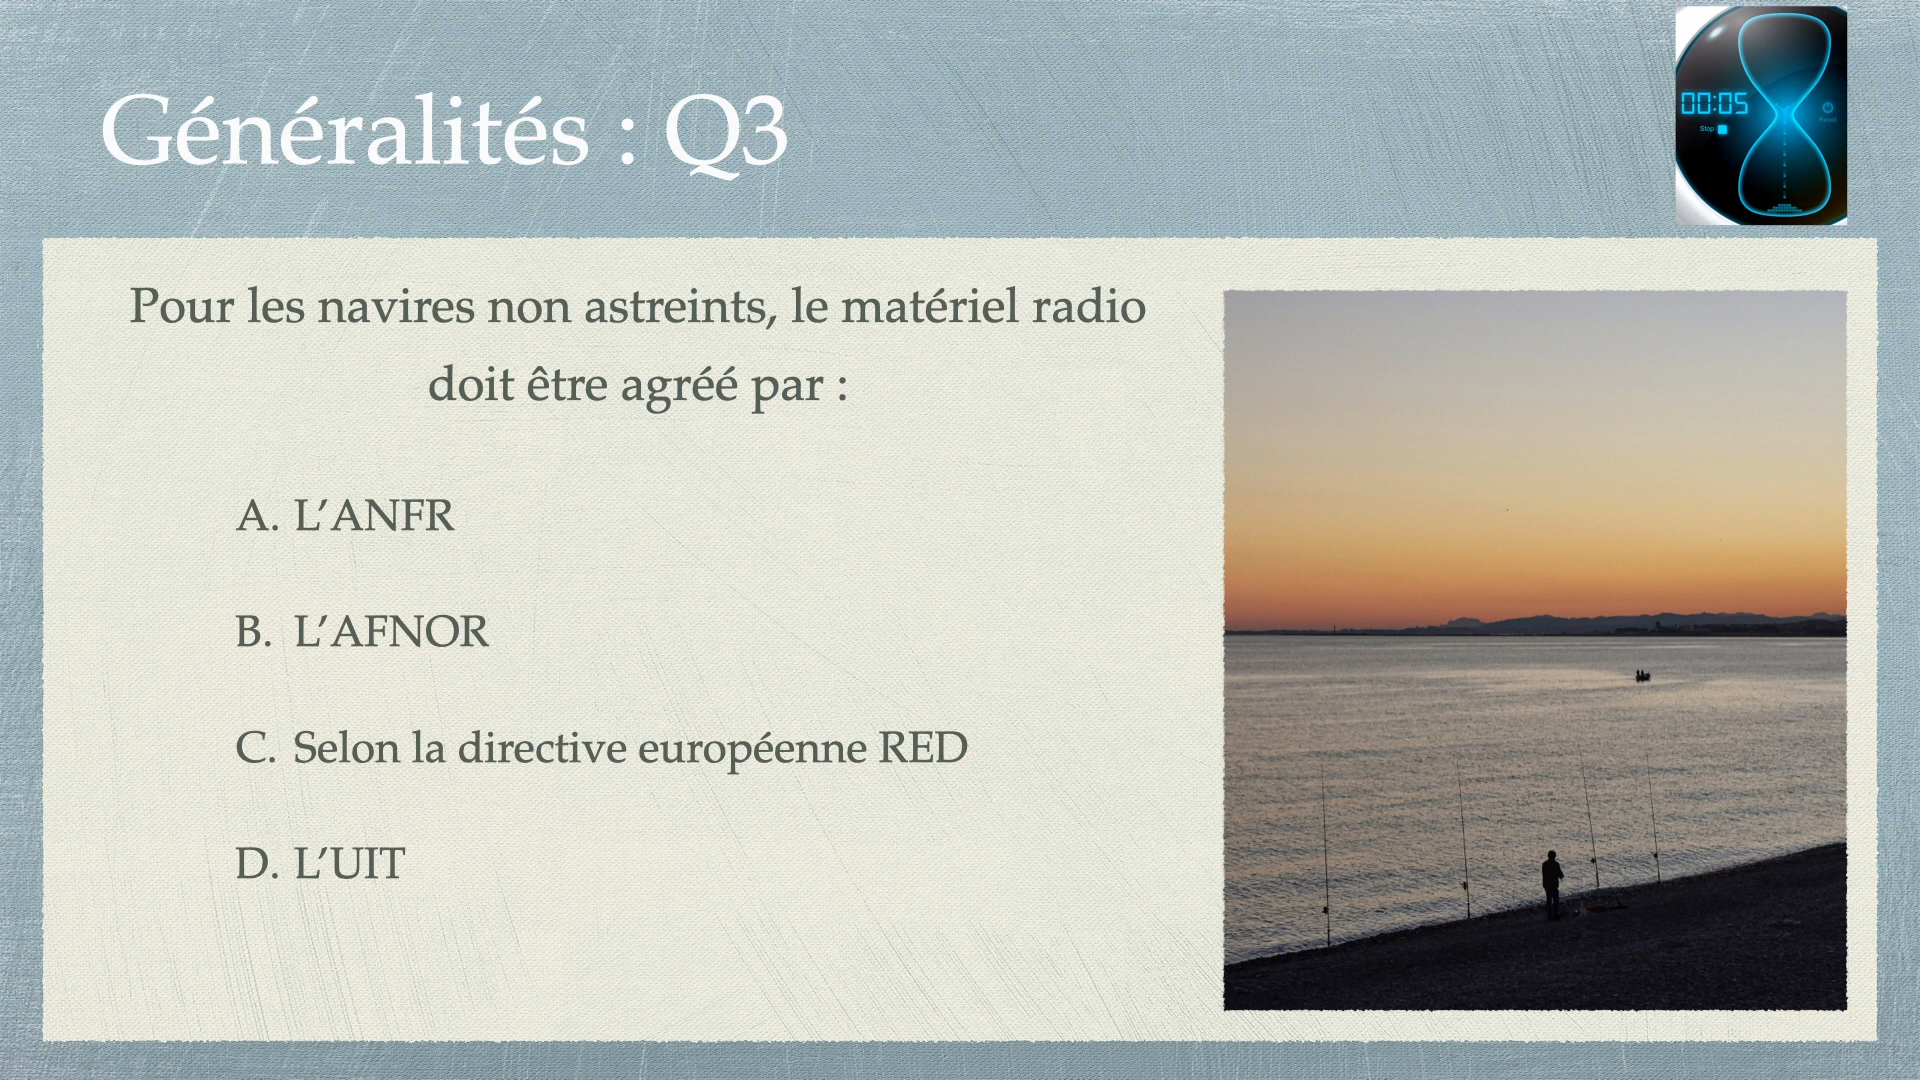 Généralités : Q3
00:05
Stop
Reset
Pour les navires non astreints, le matériel radio
doit être agréé par :
A. L’ANFR
B. L’AFNOR
C. Selon la directive européenne RED
D. L’UIT